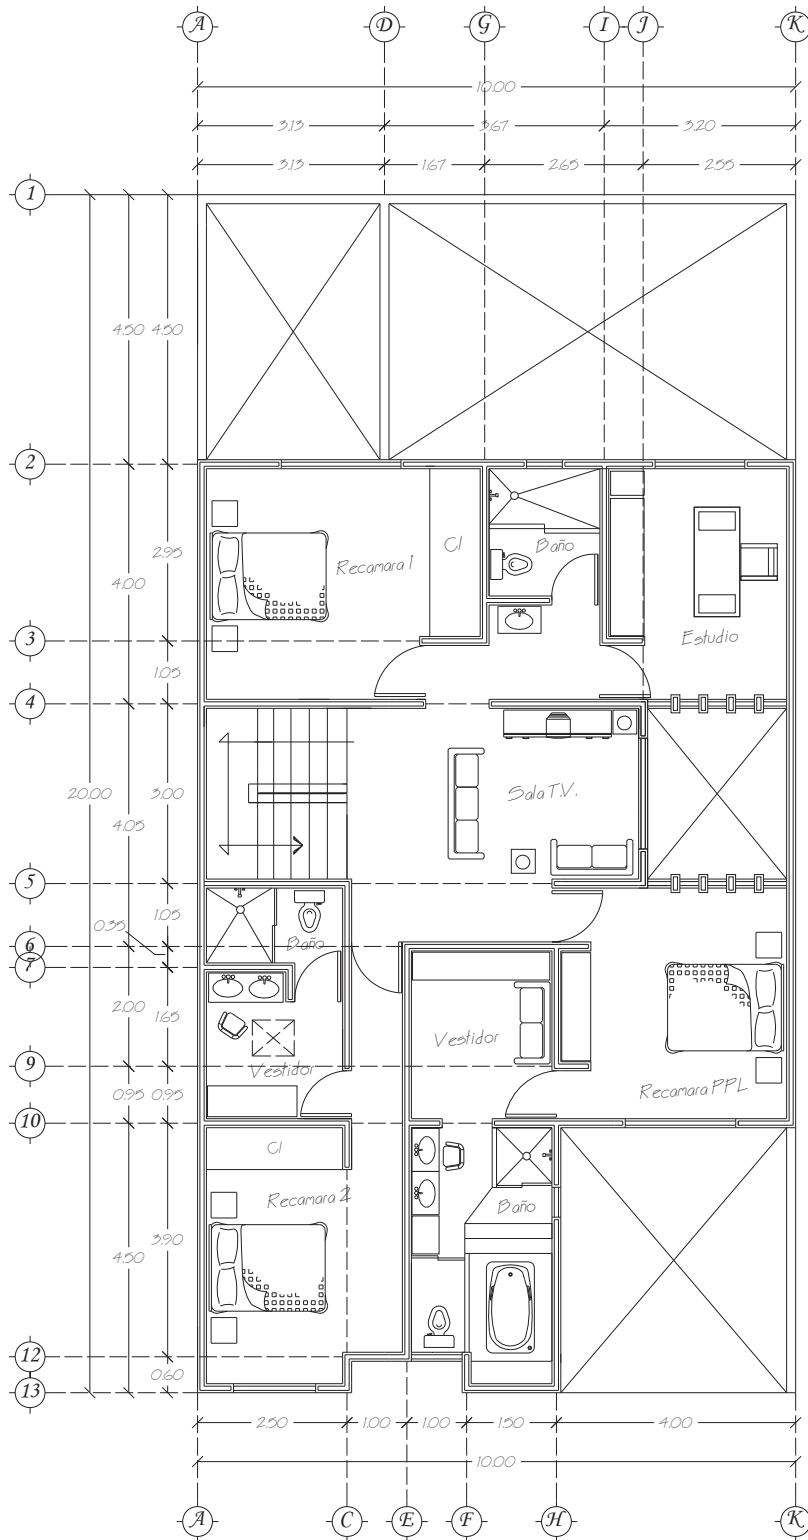 A D G I J K
10.00
3.13 3.67 3.20
3.13 1.67 2.65 2.55
1
4.50 4.50
2
2.95
Recamara 1
Cl
Baño
4.00
Estudio
3
1.05
4
20.00
3.00
4.05
Sala T.V.
5
1.05
0.35
Baño
6
7
2.00
1.65
Vestidor
Vestidor
9
Recamara PPL
0.95 0.95
10
Cl
Recamara 2
Baño
3.90
4.50
12
0.60
13
2.50 1.00 1.00 1.50 4.00
10.00
A C E F H K